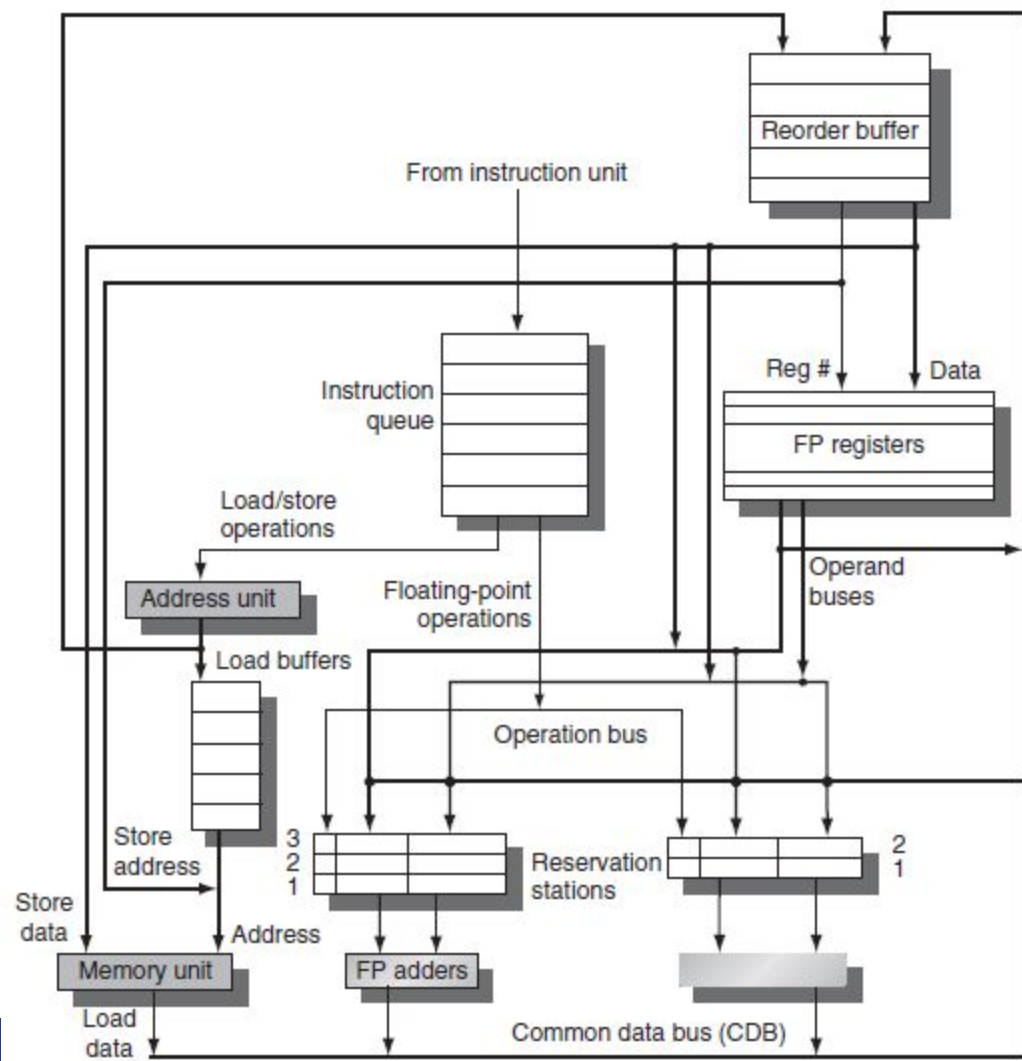 Reorder buffer
From instruction unit
Reg #
Data
Instruction
queue
FP registers
Load/store
operations
Operand
buses
Address unit
Floating-point
operations
Load buffers
Operation bus
Store
address
3
2
1
Reservation
stations
2
1
Store
data
Address
Memory unit
FP adders
Load
data
Common data bus (CDB)